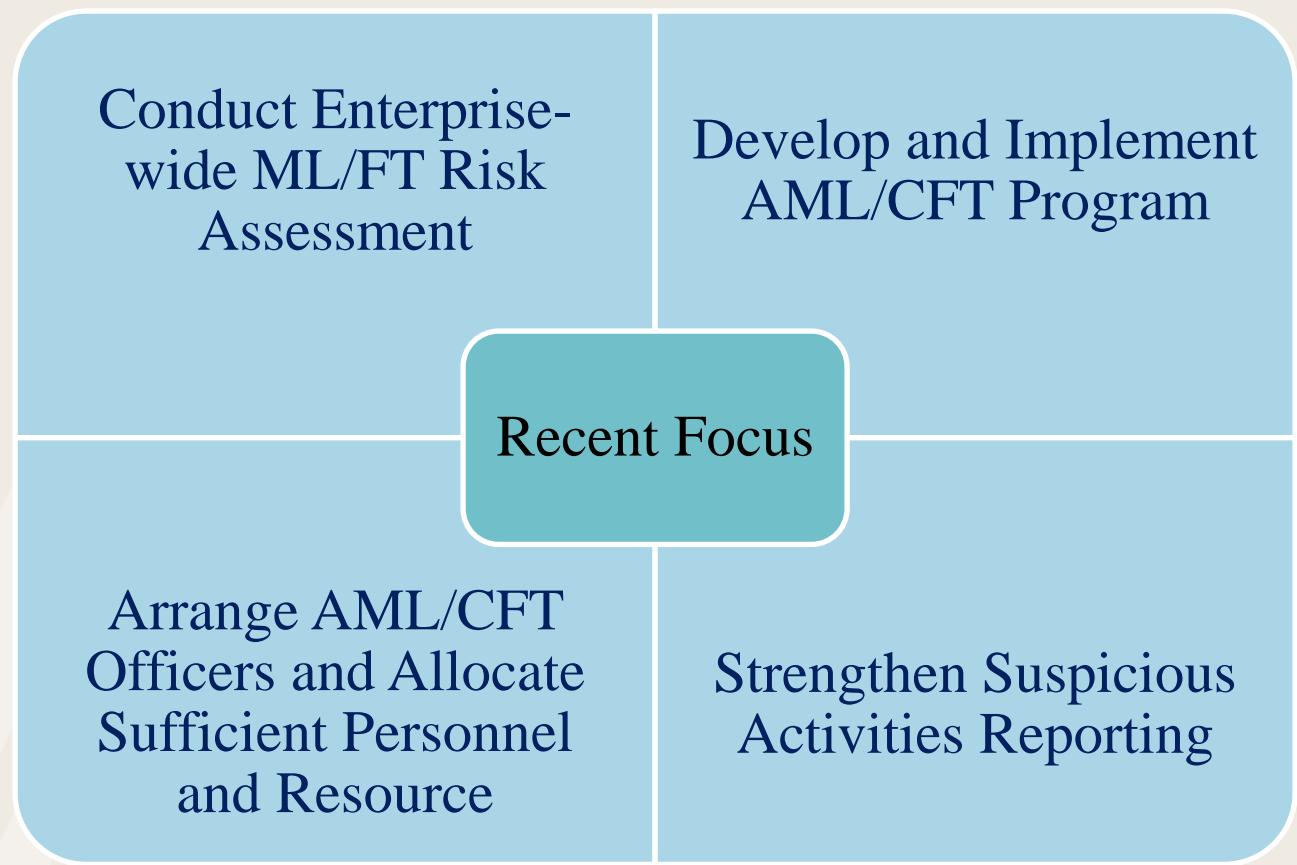 Conduct Enterprise-
wide ML/FT Risk
Assessment
Develop and Implement
AML/CFT Program
Recent Focus
Arrange AML/CFT
Officers and Allocate
Sufficient Personnel
and Resource
Strengthen Suspicious
Activities Reporting